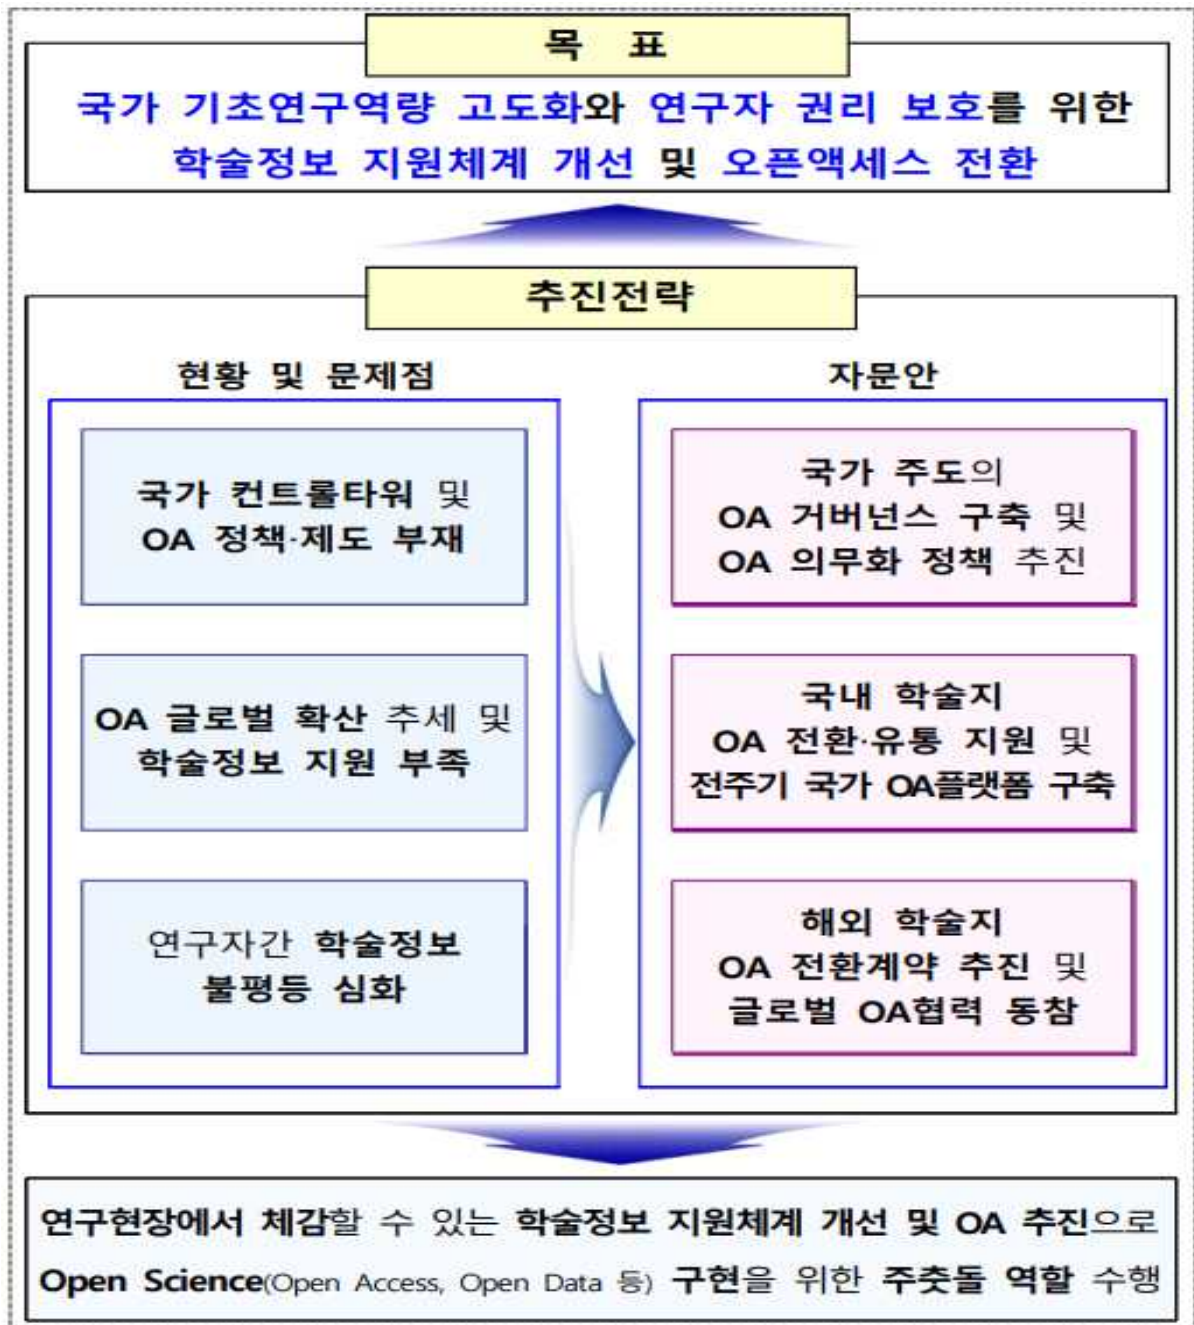 목 표
국가 기초연구역량 고도화와 연구자 권리 보호를 위한
학술정보 지원체계 개선 및 오픈액세스 전환
추진전략
현황 및 문제점
국가 컨트롤타워 및
OA 정책·제도 부재
OA 글로벌 확산 추세 및
학술정보 지원 부족
연구자간 학술정보
불평등 심화
자문안
국가 주도의
OA 거버넌스 구축 및
OA 의무화 정책 추진
국내 학술지
OA 전환·유통 지원 및
전주기 국가 OA플랫폼 구축
해외 학술지
OA 전환계약 추진 및
글로벌 OA협력 동참
연구현장에서 체감할 수 있는 학술정보 지원체계 개선 및 OA 추진으로
Open Science(Open Access, Open Data 등) 구현을 위한 주춧돌 역할 수행